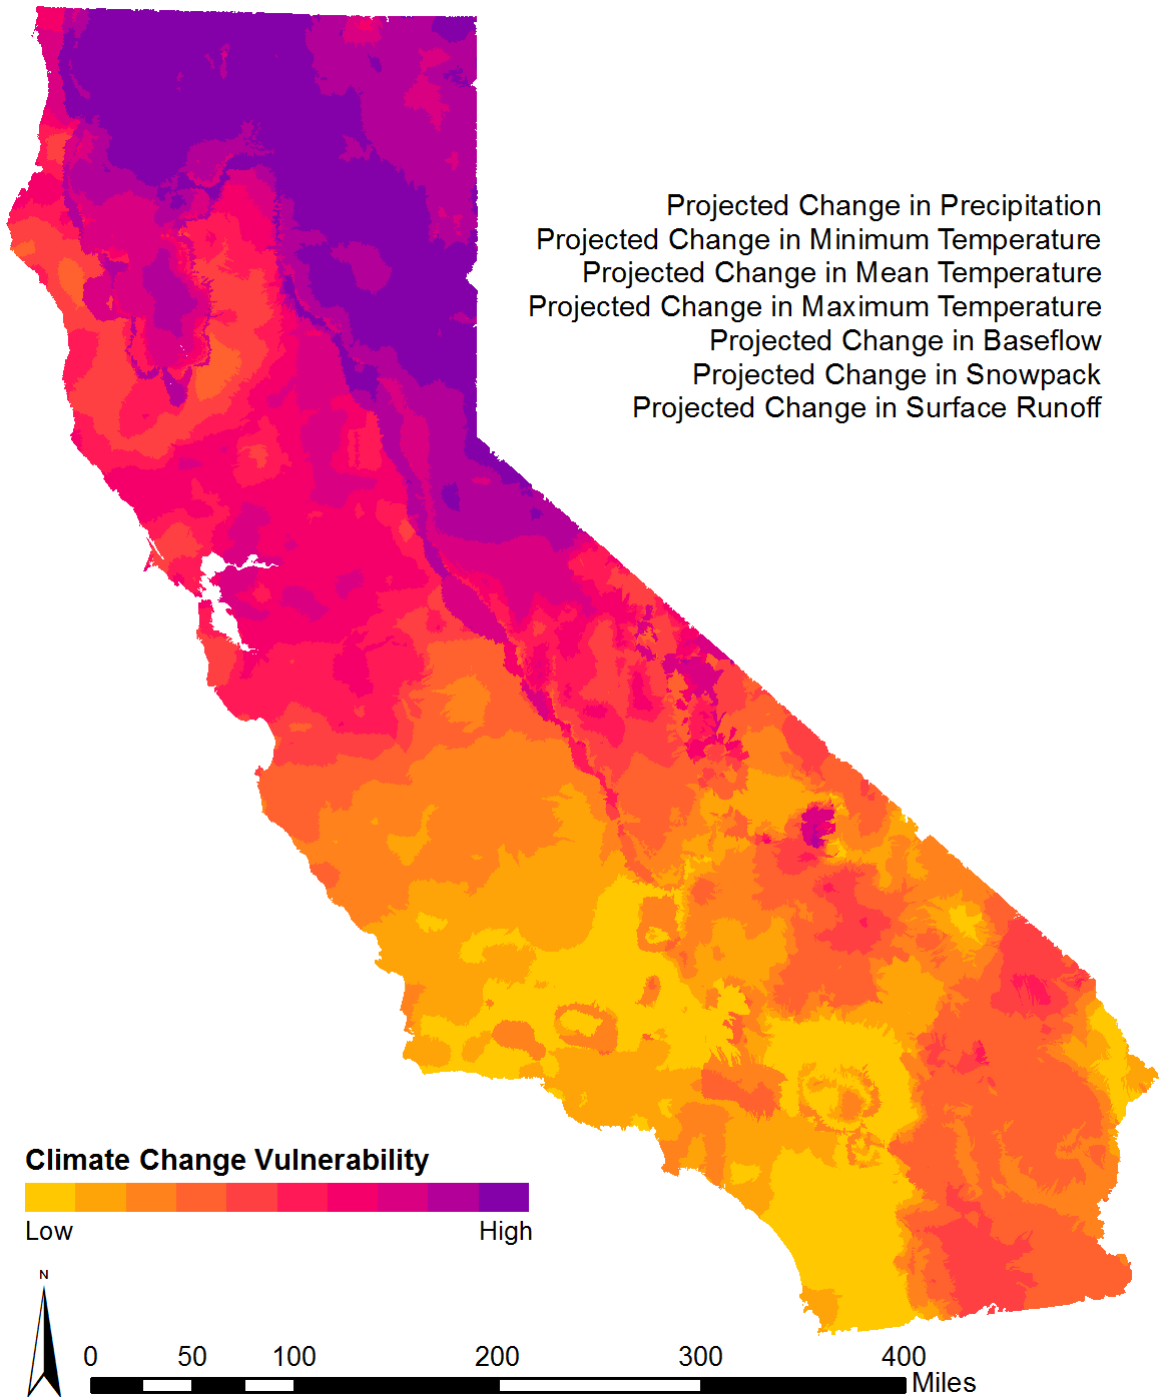 Projected Change in Precipitation
Projected Change in Minimum Temperature
Projected Change in Mean Temperature
Projected Change in Maximum Temperature
Projected Change in Baseflow
Projected Change in Snowpack
Projected Change in Surface Runoff
Climate Change Vulnerability
Low High
N
0 50 100 200 300 400
Miles